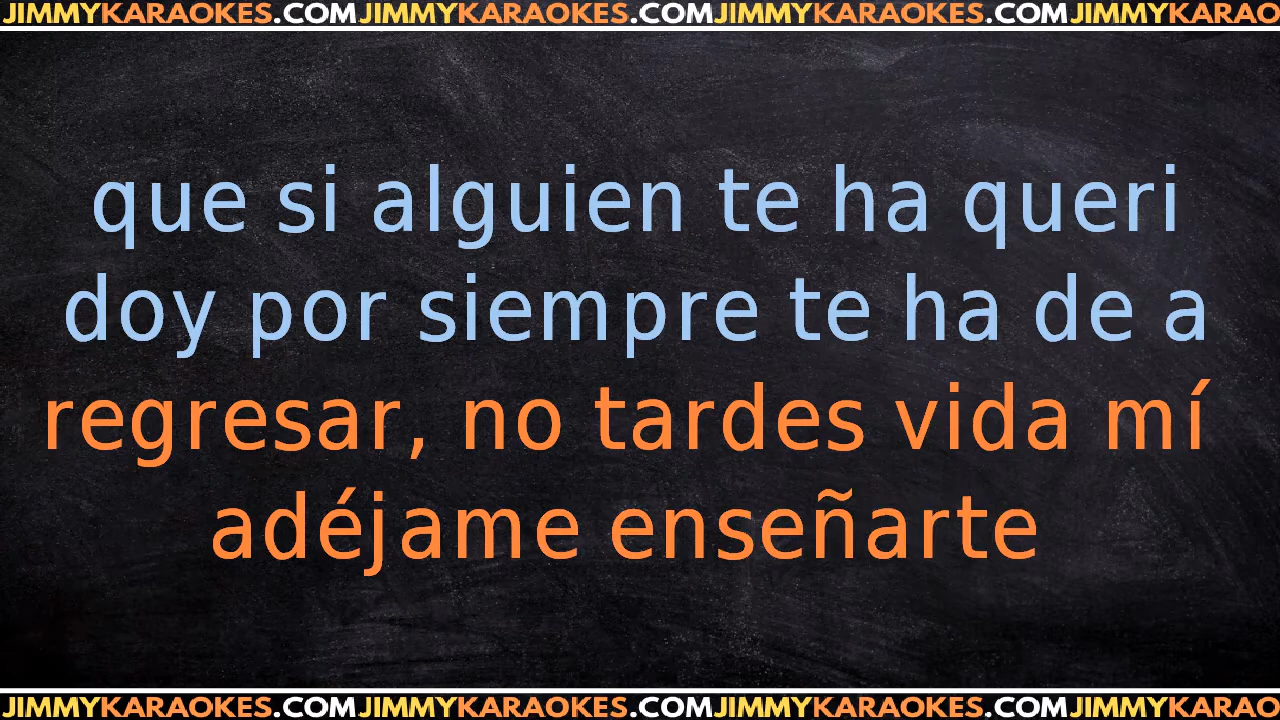 JIMMYKARAOKES.COMJIMMYKARAOKES.COMJIMMYKARAOKES.COMJIMMYKARAO
que si alguien te ha queri
doy por siempre te ha de a
regresar, no tardes vida mí
adéjame enseñarte
JIMMYKARAOKES.COMJIMMYKARAOKES.COMJIMMYKARAOKES.COMJIMMYKARAO